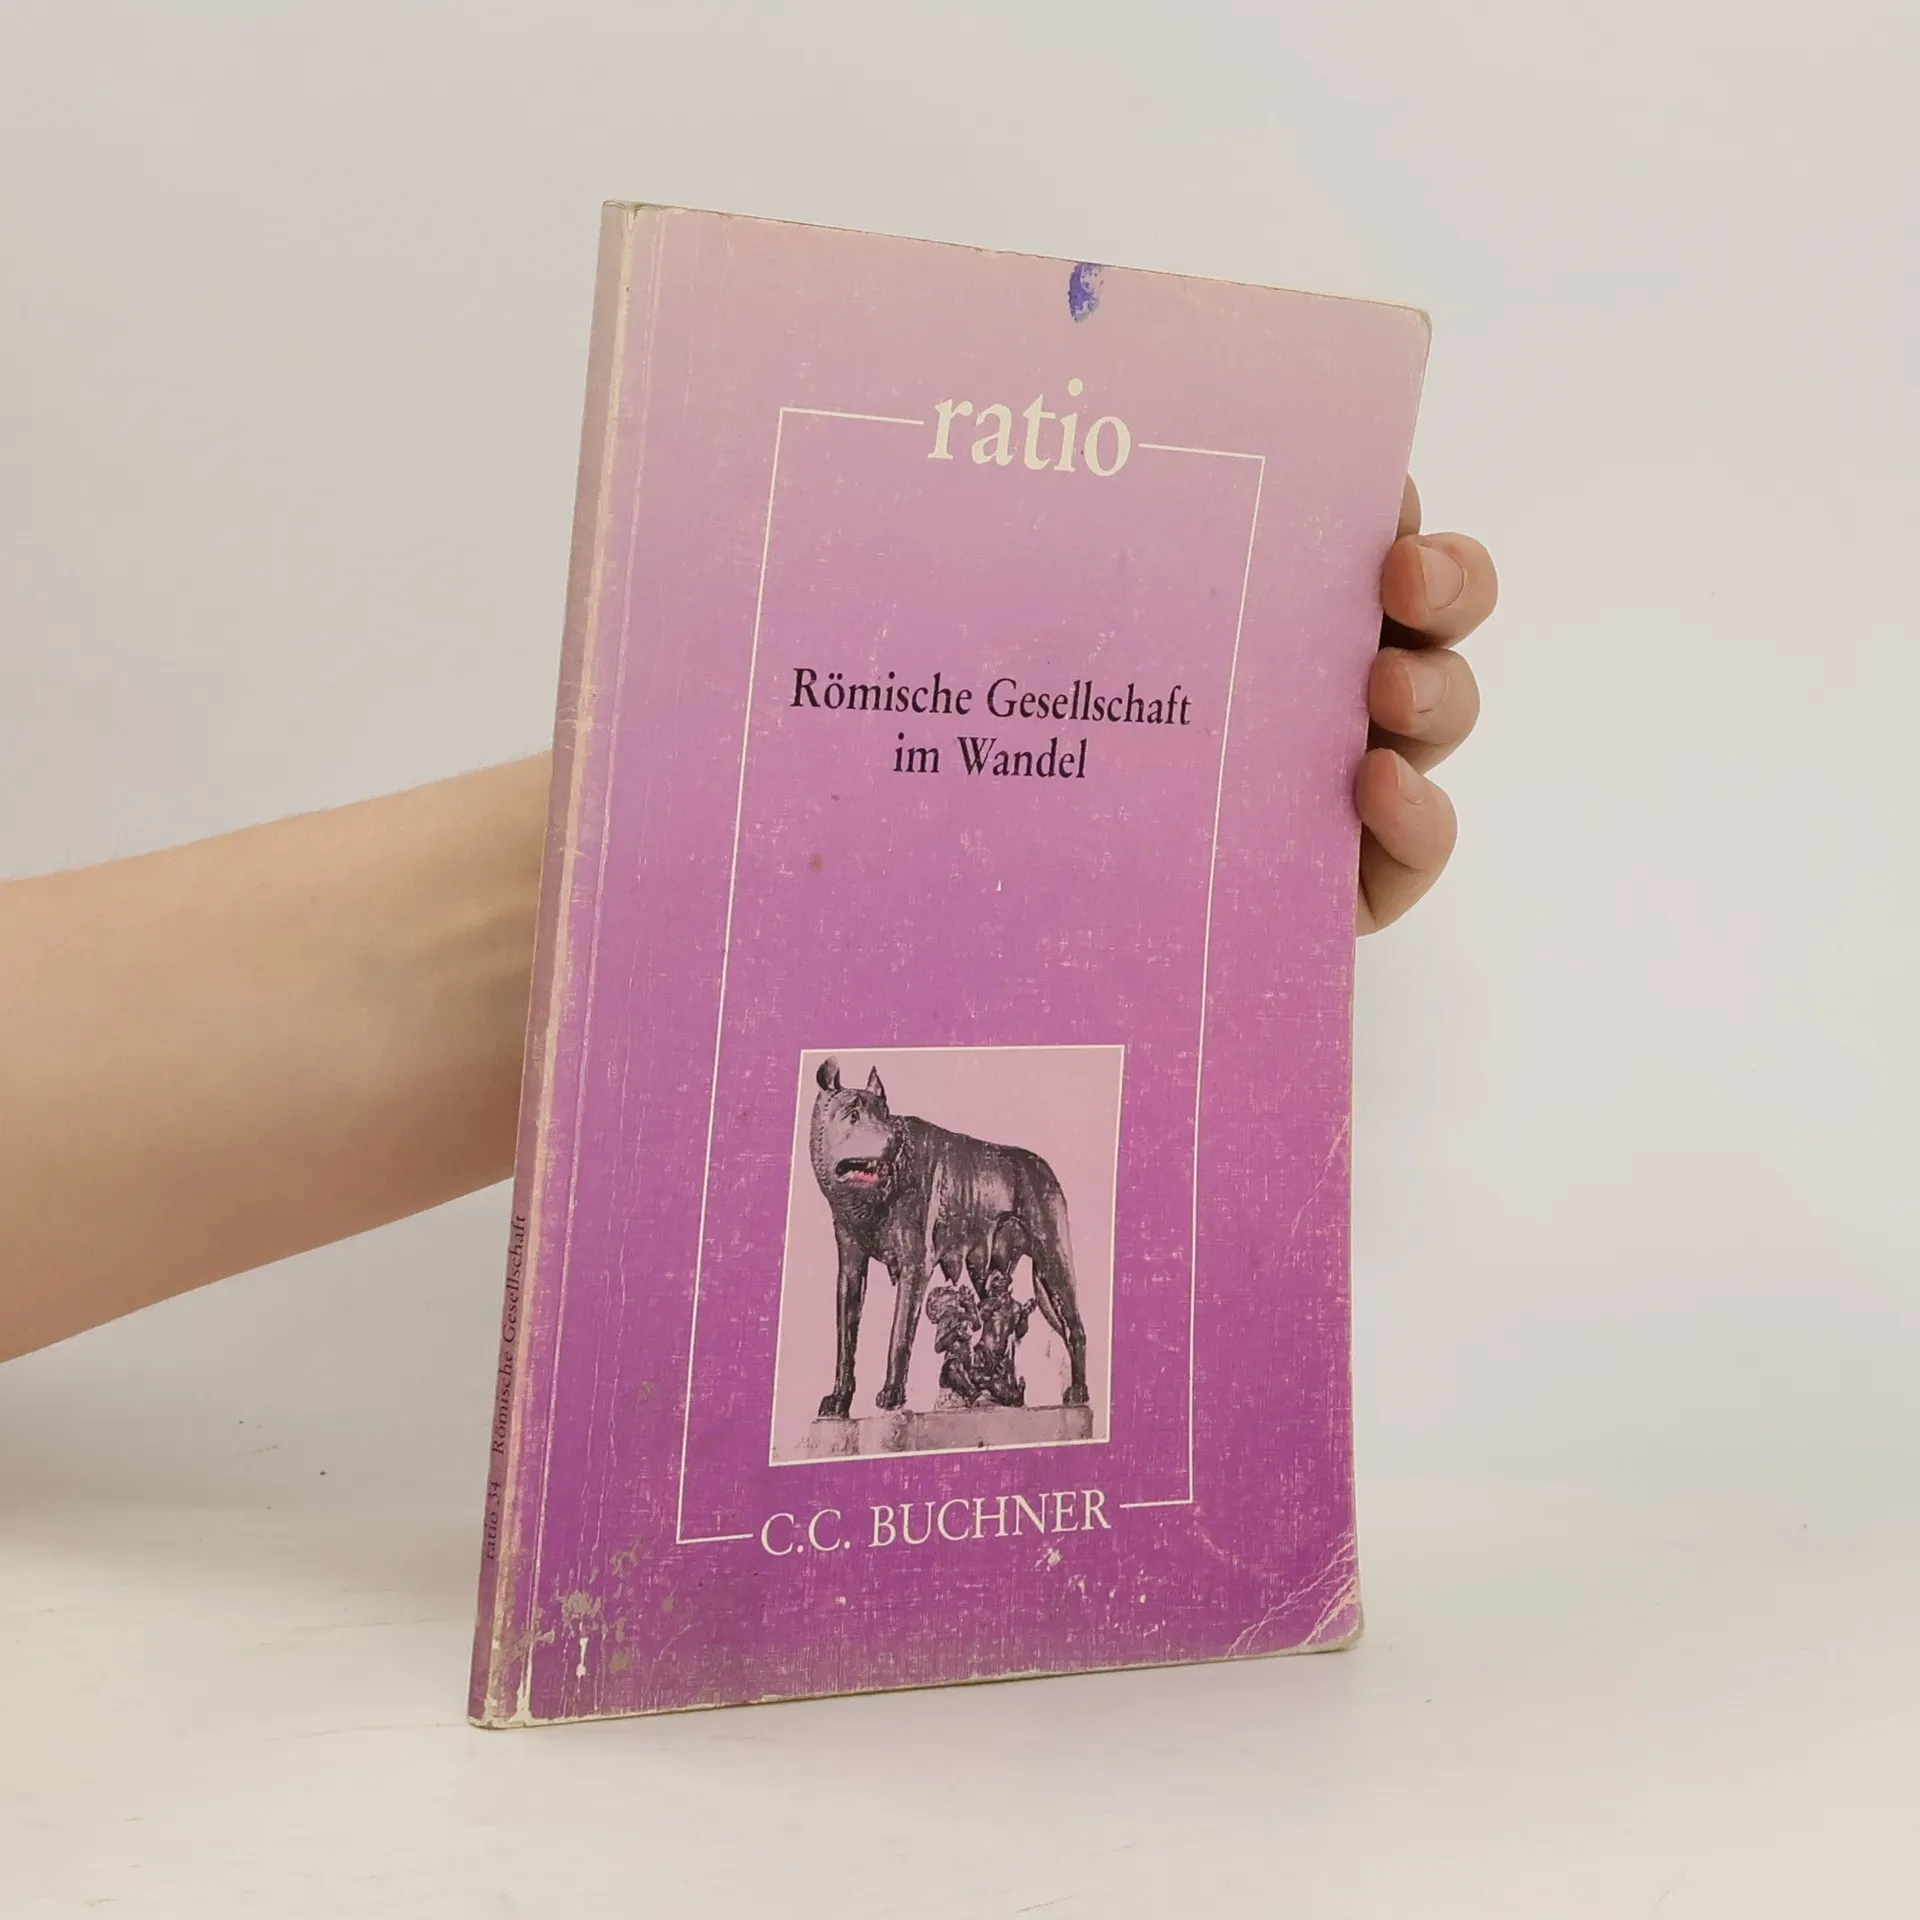 ratio
Römische Gesellschaft
im Wandel
C.C. BUCHNER
ratio 34 Römische Gesellschaft